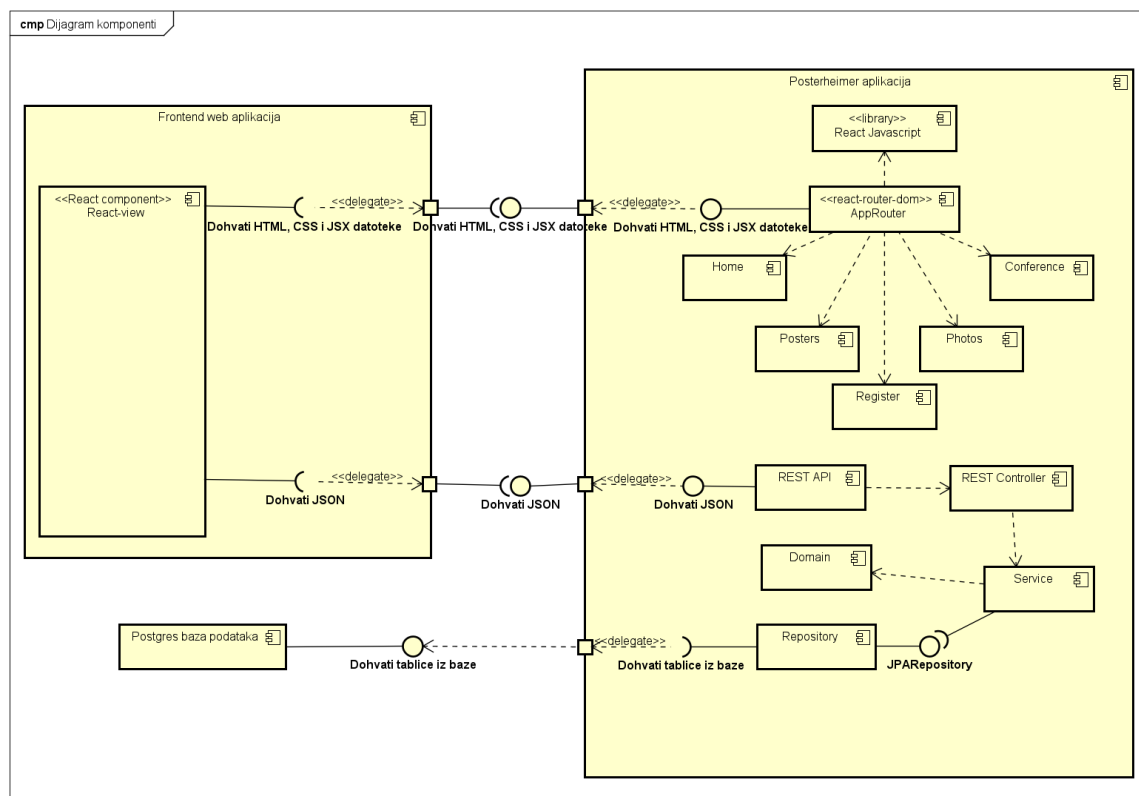 cmp Dijagram komponenti
Posterheimer aplikacija
Frontend web aplikacija
<<library>>
React Javascript
<<React component>>
React-view
<<delegate>>
<<delegate>>
<<react-router-dom>>
AppRouter
Dohvati HTML, CSS i JSX datoteke
Dohvati HTML, CSS i JSX datoteke
Dohvati HTML, CSS i JSX datoteke
Home
Conference
Posters
Photos
Register
<<delegate>>
<<delegate>>
REST API
REST Controller
Dohvati JSON
Dohvati JSON
Dohvati JSON
Domain
Service
Postgres baza podataka
<<delegate>>
Repository
Dohvati tablice iz baze
Dohvati tablice iz baze
JPARepository